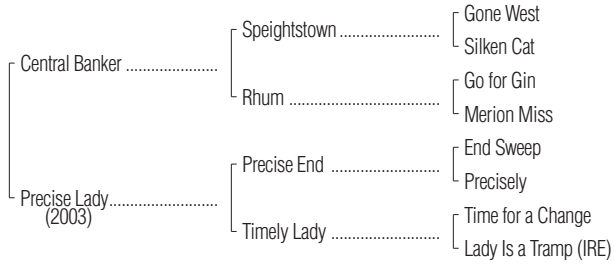 Gone West
Speightstown ..................
Silken Cat
Central Banker ......................
Go for Gin
Rhum ...........................
Merion Miss
End Sweep
Precise End ....................
Precisely
Precise Lady..........................
(2003)
Time for a Change
Timely Lady ....................
Lady Is a Tramp (IRE)